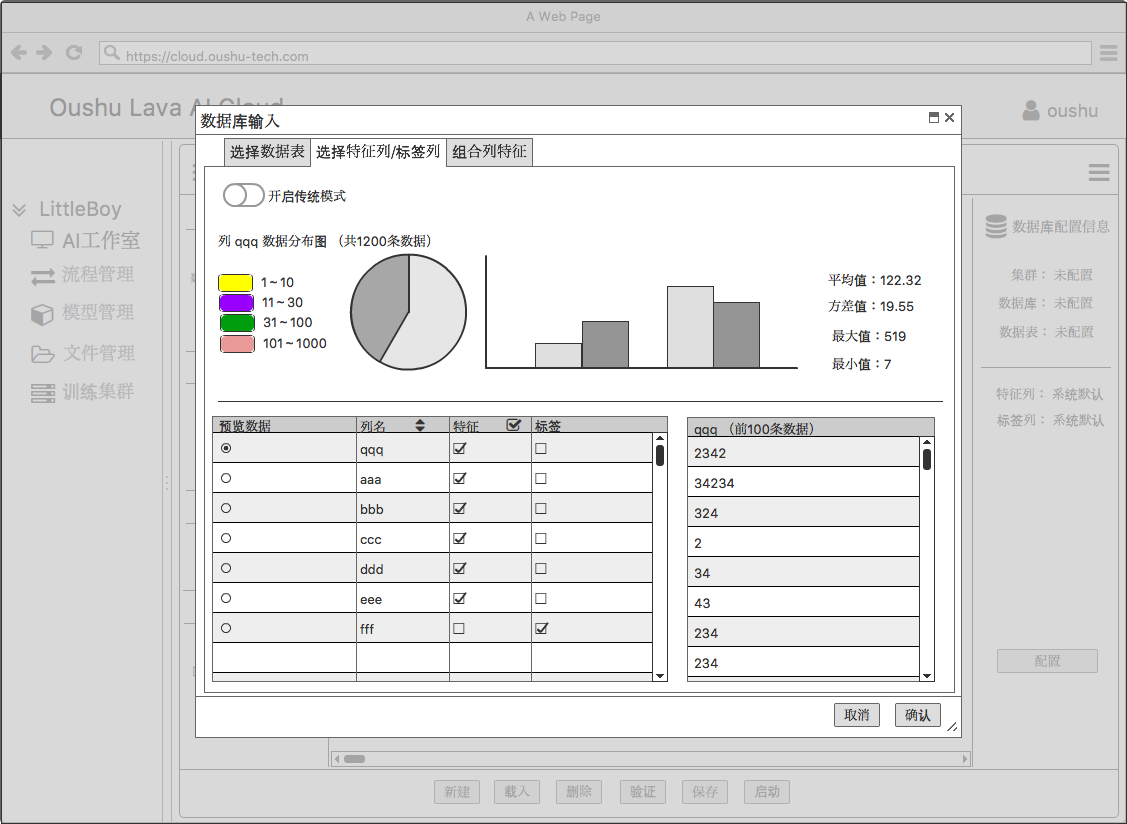 A Web Page
https://cloud.oushu-tech.com
Oushu Lava AI Cloud
oushu
数据库输入
选择数据表 选择特征列/标签列 组合列特征
开启传统模式
列 qqq 数据分布图 （共1200条数据）
1 ~ 10
11 ~ 30
31 ~ 100
101 ~ 1000
平均值：122.32
方差值：19.55
最大值：519
最小值：7
预览数据 列名 特征 标签
qqq
aaa
bbb
ccc
ddd
eee
fff
qqq （前100条数据）
2342
34234
324
2
34
43
234
234
取消 确认
LittleBoy
AI工作室
流程管理
模型管理
文件管理
训练集群
数据库配置信息
集群： 未配置
数据库： 未配置
数据表： 未配置
特征列： 系统默认
标签列： 系统默认
配置
新建 载入 删除 验证 保存 启动